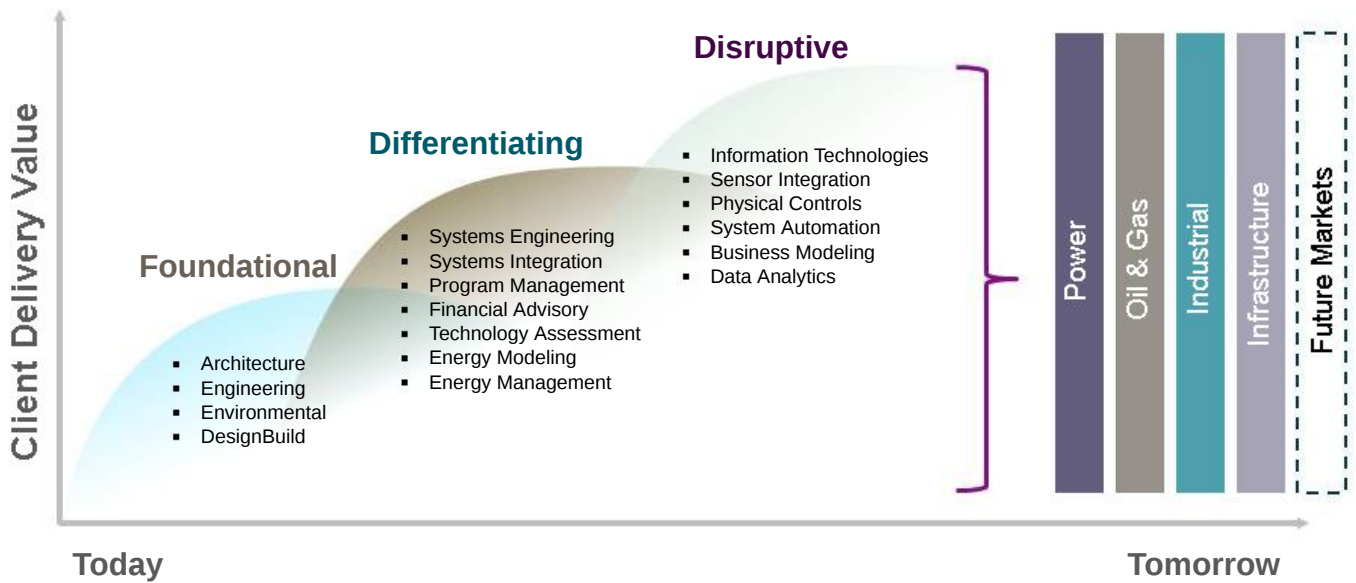 Disruptive
Differentiating
Foundational
Client Delivery Value
▪ Architecture
▪ Engineering
▪ Environmental
▪ DesignBuild
▪ Systems Engineering
▪ Systems Integration
▪ Program Management
▪ Financial Advisory
▪ Technology Assessment
▪ Energy Modeling
▪ Energy Management
▪ Information Technologies
▪ Sensor Integration
▪ Physical Controls
▪ System Automation
▪ Business Modeling
▪ Data Analytics
Power
Oil & Gas
Industrial
Infrastructure
Future Markets
Today
Tomorrow